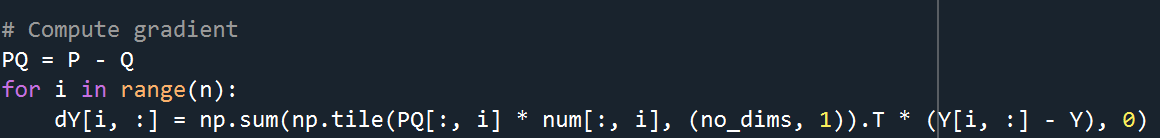 # Compute gradient
PQ = P - Q
for i in range(n):
    dY[i, :] = np.sum(np.tile(PQ[:, i] * num[:, i], (no_dims, 1)).T * (Y[i, :] - Y), 0)